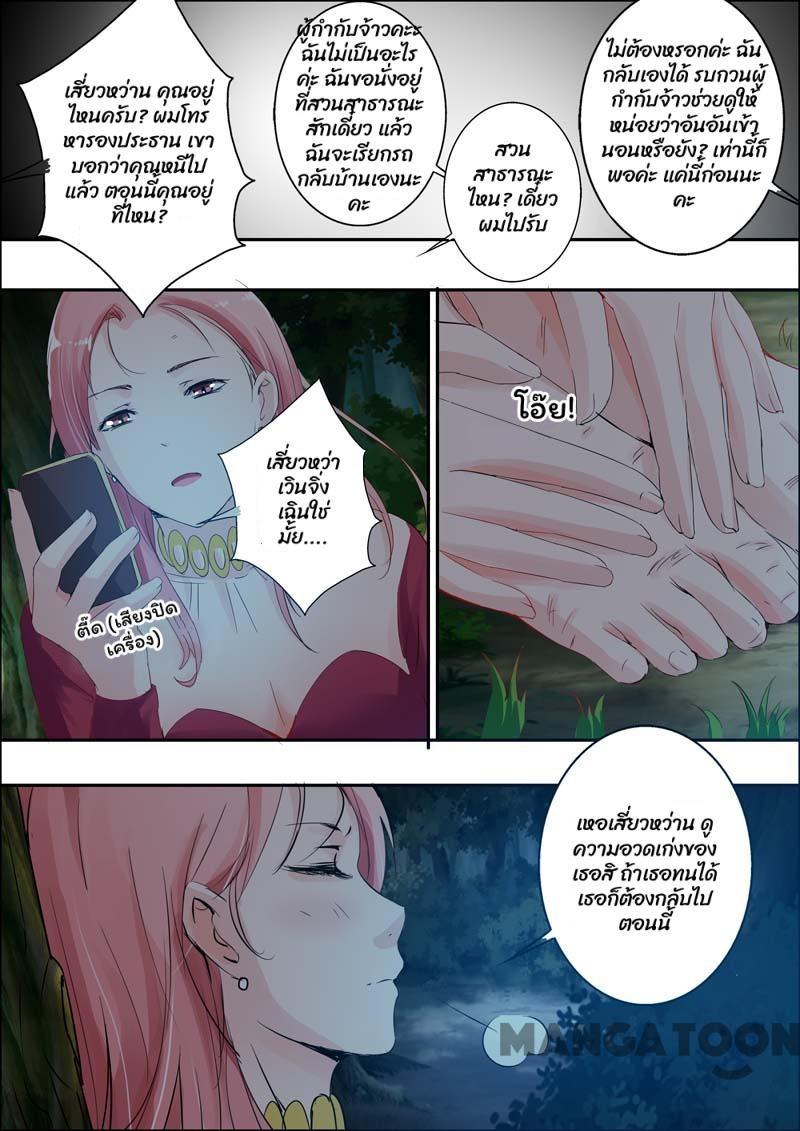 เสี่ยวหว่าน คุณอยู่
ไหนครับ? ผมโทร
หารองประธาน เขา
บอกว่าคุณหนีไป
แล้ว ตอนนี้คุณอยู่
ที่ไหน?
ผู้กำกับจ้าวคะ
ฉันไม่เป็นอะไร
ค่ะ ฉันขอนั่งอยู่
ที่สวนสาธารณะ
สักเดี๋ยว แล้ว
ฉันจะเรียกรถ
กลับบ้านเองนะ
คะ
สวน
สาธารณะ
ไหน? เดี๋ยว
ผมไปรับ
ไม่ต้องหรอกค่ะ ฉัน
กลับเองได้ รบกวนผู้
กำกับจ้าวช่วยดูให้
หน่อยว่าอันอันเข้า
นอนหรือยัง? เท่านี้ก็
พอค่ะ แค่นี้ก่อนนะ
คะ
เสี่ยวหว่า
เวินจิ่ง
เฉินใช่
มั้ย....
ตื๊ด (เสียงปิด
เครื่อง)
โอ๊ย!
เหอเสี่ยวหว่าน ดู
ความอวดเก่งของ
เธอสิ ถ้าเธอทนได้
เธอก็ต้องกลับไป
ตอนนี้
MANGATOON